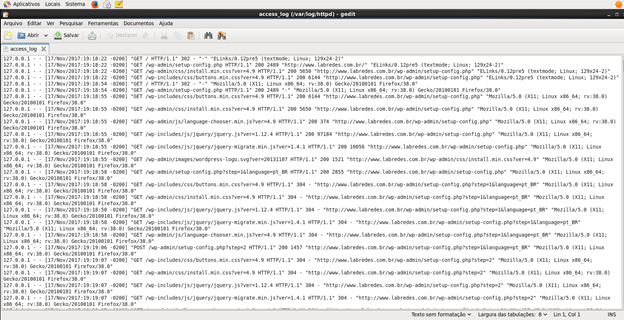 Aplicativos Locais Sistema
access_log (/var/log/httpd) - gedit
Arquivo Editar Ver Pesquisar Ferramentas Documentos Ajuda
Abrir Salvar Desfazer
access_log
127.0.0.1 - - [17/Nov/2017:19:18:22 -0200] "GET / HTTP/1.1" 302 - "-" "ELinks/0.12pre5 (textmode; Linux; 129x24-2)"
127.0.0.1 - - [17/Nov/2017:19:18:22 -0200] "GET /wp-admin/setup-config.php HTTP/1.1" 200 2489 "http://www.labredes.com.br/" "ELinks/0.12pre5 (textmode; Linux; 129x24-2)"
127.0.0.1 - - [17/Nov/2017:19:18:22 -0200] "GET /wp-admin/css/install.min.css?ver=4.9 HTTP/1.1" 200 5650 "http://www.labredes.com.br/wp-admin/setup-config.php" "ELinks/0.12pre5 (textmode; Linux; 129x24-2)"
127.0.0.1 - - [17/Nov/2017:19:18:22 -0200] "GET /wp-includes/css/buttons.min.css?ver=4.9 HTTP/1.1" 200 6144 "http://www.labredes.com.br/wp-admin/setup-config.php" "ELinks/0.12pre5 (textmode; Linux; 129x24-2)"
127.0.0.1 - - [17/Nov/2017:19:18:54 -0200] "GET / HTTP/1.1" 302 - "-" "Mozilla/5.0 (X11; Linux x86_64; rv:38.0) Gecko/20100101 Firefox/38.0"
127.0.0.1 - - [17/Nov/2017:19:18:54 -0200] "GET /wp-admin/setup-config.php HTTP/1.1" 200 2489 "-" "Mozilla/5.0 (X11; Linux x86_64; rv:38.0) Gecko/20100101 Firefox/38.0"
127.0.0.1 - - [17/Nov/2017:19:18:55 -0200] "GET /wp-includes/css/buttons.min.css?ver=4.9 HTTP/1.1" 200 6144 "http://www.labredes.com.br/wp-admin/setup-config.php" "Mozilla/5.0 (X11; Linux x86_64; rv:38.0)
Gecko/20100101 Firefox/38.0"
127.0.0.1 - - [17/Nov/2017:19:18:55 -0200] "GET /wp-admin/css/install.min.css?ver=4.9 HTTP/1.1" 200 5650 "http://www.labredes.com.br/wp-admin/setup-config.php" "Mozilla/5.0 (X11; Linux x86_64; rv:38.0)
Gecko/20100101 Firefox/38.0"
127.0.0.1 - - [17/Nov/2017:19:18:55 -0200] "GET /wp-admin/js/language-chooser.min.js?ver=4.9 HTTP/1.1" 200 374 "http://www.labredes.com.br/wp-admin/setup-config.php" "Mozilla/5.0 (X11; Linux x86_64;
rv:38.0) Gecko/20100101 Firefox/38.0"
127.0.0.1 - - [17/Nov/2017:19:18:55 -0200] "GET /wp-includes/js/jquery/jquery.js?ver=1.12.4 HTTP/1.1" 200 97184 "http://www.labredes.com.br/wp-admin/setup-config.php" "Mozilla/5.0 (X11; Linux x86_64;
rv:38.0) Gecko/20100101 Firefox/38.0"
127.0.0.1 - - [17/Nov/2017:19:18:55 -0200] "GET /wp-includes/js/jquery/jquery-migrate.min.js?ver=1.4.1 HTTP/1.1" 200 10056 "http://www.labredes.com.br/wp-admin/setup-config.php" "Mozilla/5.0 (X11;
Linux x86_64; rv:38.0) Gecko/20100101 Firefox/38.0"
127.0.0.1 - - [17/Nov/2017:19:18:55 -0200] "GET /wp-admin/images/wordpress-logo.svg?ver=20131107 HTTP/1.1" 200 1521 "http://www.labredes.com.br/wp-admin/css/install.min.css?ver=4.9" "Mozilla/5.0 (X11;
Linux x86_64; rv:38.0) Gecko/20100101 Firefox/38.0"
127.0.0.1 - - [17/Nov/2017:19:18:58 -0200] "GET /wp-admin/setup-config.php?step=1&language=pt_BR HTTP/1.1" 200 2855 "http://www.labredes.com.br/wp-admin/setup-config.php" "Mozilla/5.0 (X11; Linux x86_64;
rv:38.0) Gecko/20100101 Firefox/38.0"
127.0.0.1 - - [17/Nov/2017:19:18:58 -0200] "GET /wp-includes/css/buttons.min.css?ver=4.9 HTTP/1.1" 304 - "http://www.labredes.com.br/wp-admin/setup-config.php?step=1&language=pt_BR" "Mozilla/5.0 (X11;
Linux x86_64; rv:38.0) Gecko/20100101 Firefox/38.0"
127.0.0.1 - - [17/Nov/2017:19:18:58 -0200] "GET /wp-admin/css/install.min.css?ver=4.9 HTTP/1.1" 304 - "http://www.labredes.com.br/wp-admin/setup-config.php?step=1&language=pt_BR" "Mozilla/5.0 (X11;
Linux x86_64; rv:38.0) Gecko/20100101 Firefox/38.0"
127.0.0.1 - - [17/Nov/2017:19:18:58 -0200] "GET /wp-includes/js/jquery/jquery.js?ver=1.12.4 HTTP/1.1" 304 - "http://www.labredes.com.br/wp-admin/setup-config.php?step=1&language=pt_BR" "Mozilla/5.0
(X11; Linux x86_64; rv:38.0) Gecko/20100101 Firefox/38.0"
127.0.0.1 - - [17/Nov/2017:19:18:58 -0200] "GET /wp-includes/js/jquery/jquery-migrate.min.js?ver=1.4.1 HTTP/1.1" 304 - "http://www.labredes.com.br/wp-admin/setup-config.php?step=1&language=pt_BR"
"Mozilla/5.0 (X11; Linux x86_64; rv:38.0) Gecko/20100101 Firefox/38.0"
127.0.0.1 - - [17/Nov/2017:19:18:58 -0200] "GET /wp-admin/js/language-chooser.min.js?ver=4.9 HTTP/1.1" 304 - "http://www.labredes.com.br/wp-admin/setup-config.php?step=1&language=pt_BR" "Mozilla/5.0
(X11; Linux x86_64; rv:38.0) Gecko/20100101 Firefox/38.0"
127.0.0.1 - - [17/Nov/2017:19:19:06 -0200] "POST /wp-admin/setup-config.php?step=2 HTTP/1.1" 200 1457 "http://www.labredes.com.br/wp-admin/setup-config.php?step=1&language=pt_BR" "Mozilla/5.0 (X11; Linux
x86_64; rv:38.0) Gecko/20100101 Firefox/38.0"
127.0.0.1 - - [17/Nov/2017:19:19:07 -0200] "GET /wp-includes/css/buttons.min.css?ver=4.9 HTTP/1.1" 304 - "http://www.labredes.com.br/wp-admin/setup-config.php?step=2" "Mozilla/5.0 (X11; Linux x86_64;
rv:38.0) Gecko/20100101 Firefox/38.0"
127.0.0.1 - - [17/Nov/2017:19:19:07 -0200] "GET /wp-admin/css/install.min.css?ver=4.9 HTTP/1.1" 304 - "http://www.labredes.com.br/wp-admin/setup-config.php?step=2" "Mozilla/5.0 (X11; Linux x86_64; rv:38.0)
Gecko/20100101 Firefox/38.0"
127.0.0.1 - - [17/Nov/2017:19:19:07 -0200] "GET /wp-includes/js/jquery/jquery.js?ver=1.12.4 HTTP/1.1" 304 - "http://www.labredes.com.br/wp-admin/setup-config.php?step=2" "Mozilla/5.0 (X11; Linux x86_64;
rv:38.0) Gecko/20100101 Firefox/38.0"
127.0.0.1 - - [17/Nov/2017:19:19:07 -0200] "GET /wp-includes/js/jquery/jquery-migrate.min.js?ver=1.4.1 HTTP/1.1" 304 - "http://www.labredes.com.br/wp-admin/setup-config.php?step=2" "Mozilla/5.0 (X11;
Linux x86_64; rv:38.0) Gecko/20100101 Firefox/38.0"
Texto sem formatação Largura das tabulações: 8 Lin 1, Col 1 INS